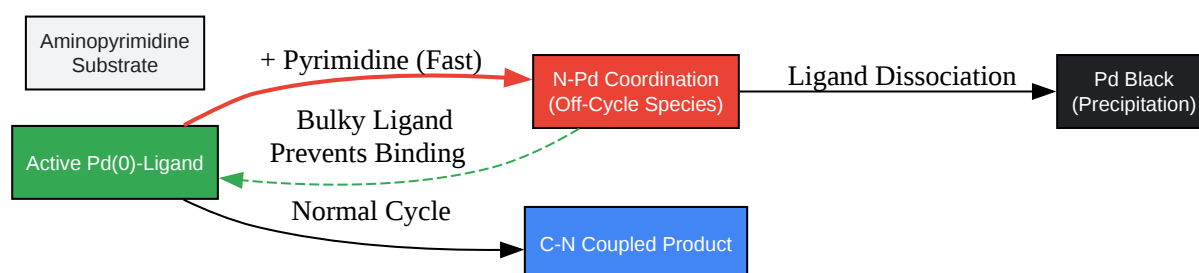 Aminopyrimidine
Substrate
+ Pyrimidine (Fast)
N-Pd Coordination
(Off-Cycle Species)
Ligand Dissociation
Pd Black
(Precipitation)
Bulky Ligand
Prevents Binding
Active Pd(0)-Ligand
Normal Cycle
C-N Coupled Product